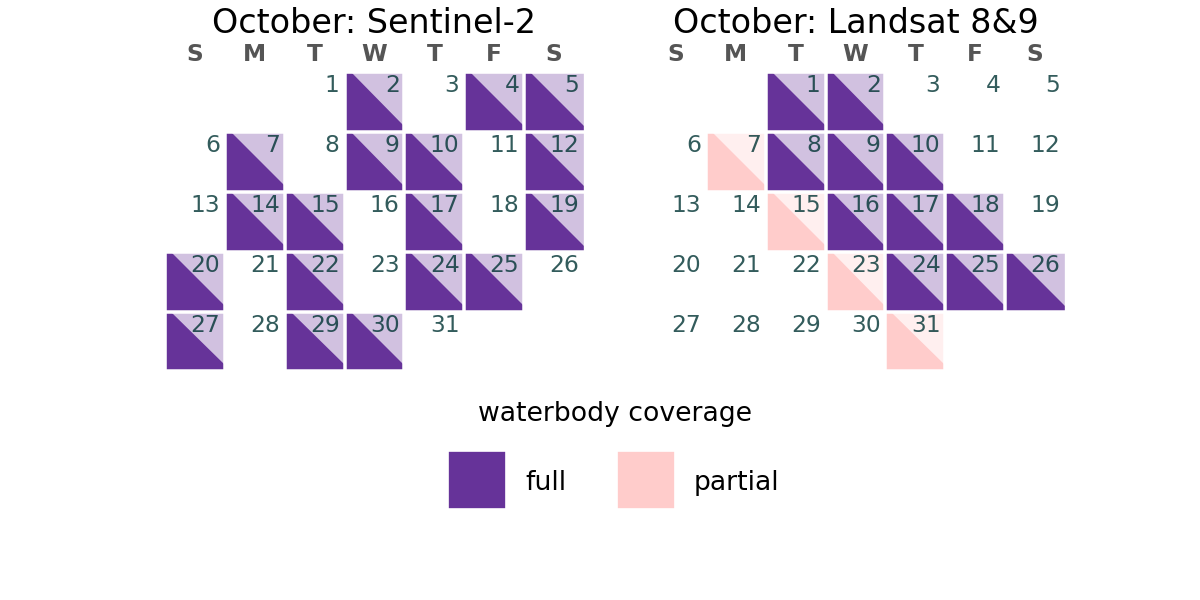 October: Sentinel-2
S M T W T F S
1 2 3 4 5
6 7 8 9 10 11 12
13 14 15 16 17 18 19
20 21 22 23 24 25 26
27 28 29 30 31
October: Landsat 8&9
S M T W T F S
1 2 3 4 5
6 7 8 9 10 11 12
13 14 15 16 17 18 19
20 21 22 23 24 25 26
27 28 29 30 31
waterbody coverage
full partial